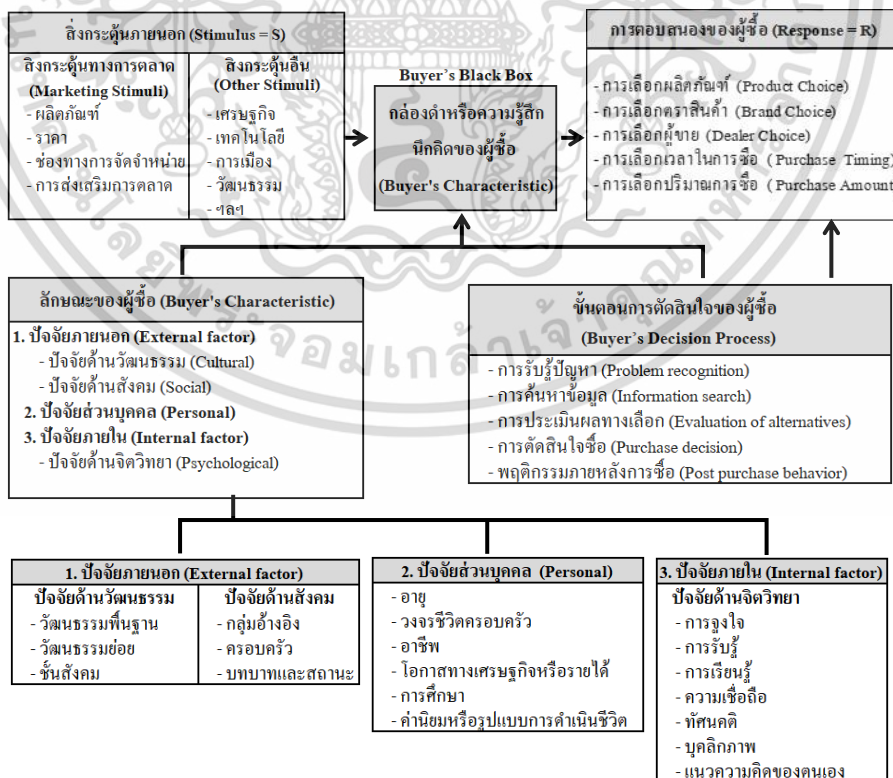 สิ่งกระตุ้นภายนอก (Stimulus = S)
สิ่งกระตุ้นทางการตลาด
(Marketing Stimuli)
- ผลิตภัณฑ์
- ราคา
- ช่องทางการจัดจำหน่าย
- การส่งเสริมการตลาด
สิ่งกระตุ้นอื่น
(Other Stimuli)
- เศรษฐกิจ
- เทคโนโลยี
- การเมือง
- วัฒนธรรม
- ฯลฯ
Buyer's Black Box
กล่องดำหรือความรู้สึก
นึกคิดของผู้ซื้อ
(Buyer's Characteristic)
การตอบสนองของผู้ซื้อ (Response = R)
- การเลือกผลิตภัณฑ์ (Product Choice)
- การเลือกตราสินค้า (Brand Choice)
- การเลือกผู้ขาย (Dealer Choice)
- การเลือกเวลาในการซื้อ (Purchase Timing)
- การเลือกปริมาณการซื้อ (Purchase Amount
ลักษณะของผู้ซื้อ (Buyer's Characteristic)
1. ปัจจัยภายนอก (External factor)
- ปัจจัยด้านวัฒนธรรม (Cultural)
- ปัจจัยด้านสังคม (Social)
2. ปัจจัยส่วนบุคคล (Personal)
3. ปัจจัยภายใน (Internal factor)
- ปัจจัยด้านจิตวิทยา (Psychological)
ขั้นตอนการตัดสินใจของผู้ซื้อ
(Buyer's Decision Process)
- การรับรู้ปัญหา (Problem recognition)
- การค้นหาข้อมูล (Information search)
- การประเมินผลทางเลือก (Evaluation of alternatives)
- การตัดสินใจซื้อ (Purchase decision)
- พฤติกรรมภายหลังการซื้อ (Post purchase behavior)
1. ปัจจัยภายนอก (External factor)
ปัจจัยด้านวัฒนธรรม
- วัฒนธรรมพื้นฐาน
- วัฒนธรรมย่อย
- ชั้นสังคม
ปัจจัยด้านสังคม
- กลุ่มอ้างอิง
- ครอบครัว
- บทบาทและสถานะ
2. ปัจจัยส่วนบุคคล (Personal)
- อายุ
- วงจรชีวิตครอบครัว
- อาชีพ
- โอกาสทางเศรษฐกิจหรือรายได้
- การศึกษา
- ค่านิยมหรือรูปแบบการดำเนินชีวิต
3. ปัจจัยภายใน (Internal factor)
ปัจจัยด้านจิตวิทยา
- การจูงใจ
- การรับรู้
- การเรียนรู้
- ความเชื่อถือ
- ทัศนคติ
- บุคลิกภาพ
- แนวความคิดของตนเอง